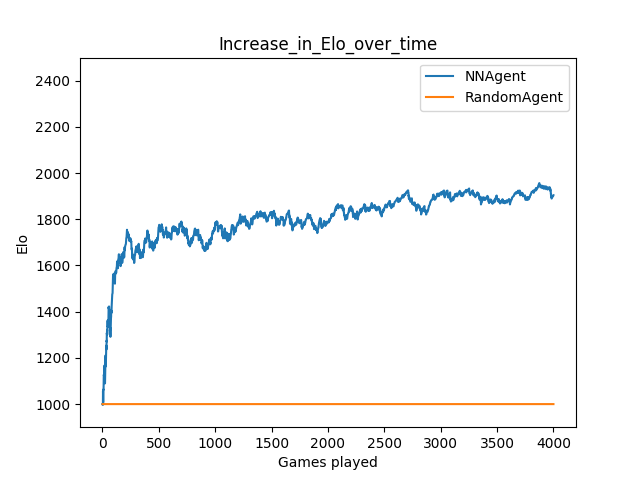 Increase_in_Elo_over_time
NNAgent
RandomAgent
2400
2200
2000
1800
1600
1400
1200
1000
Elo
0 500 1000 1500 2000 2500 3000 3500 4000
Games played